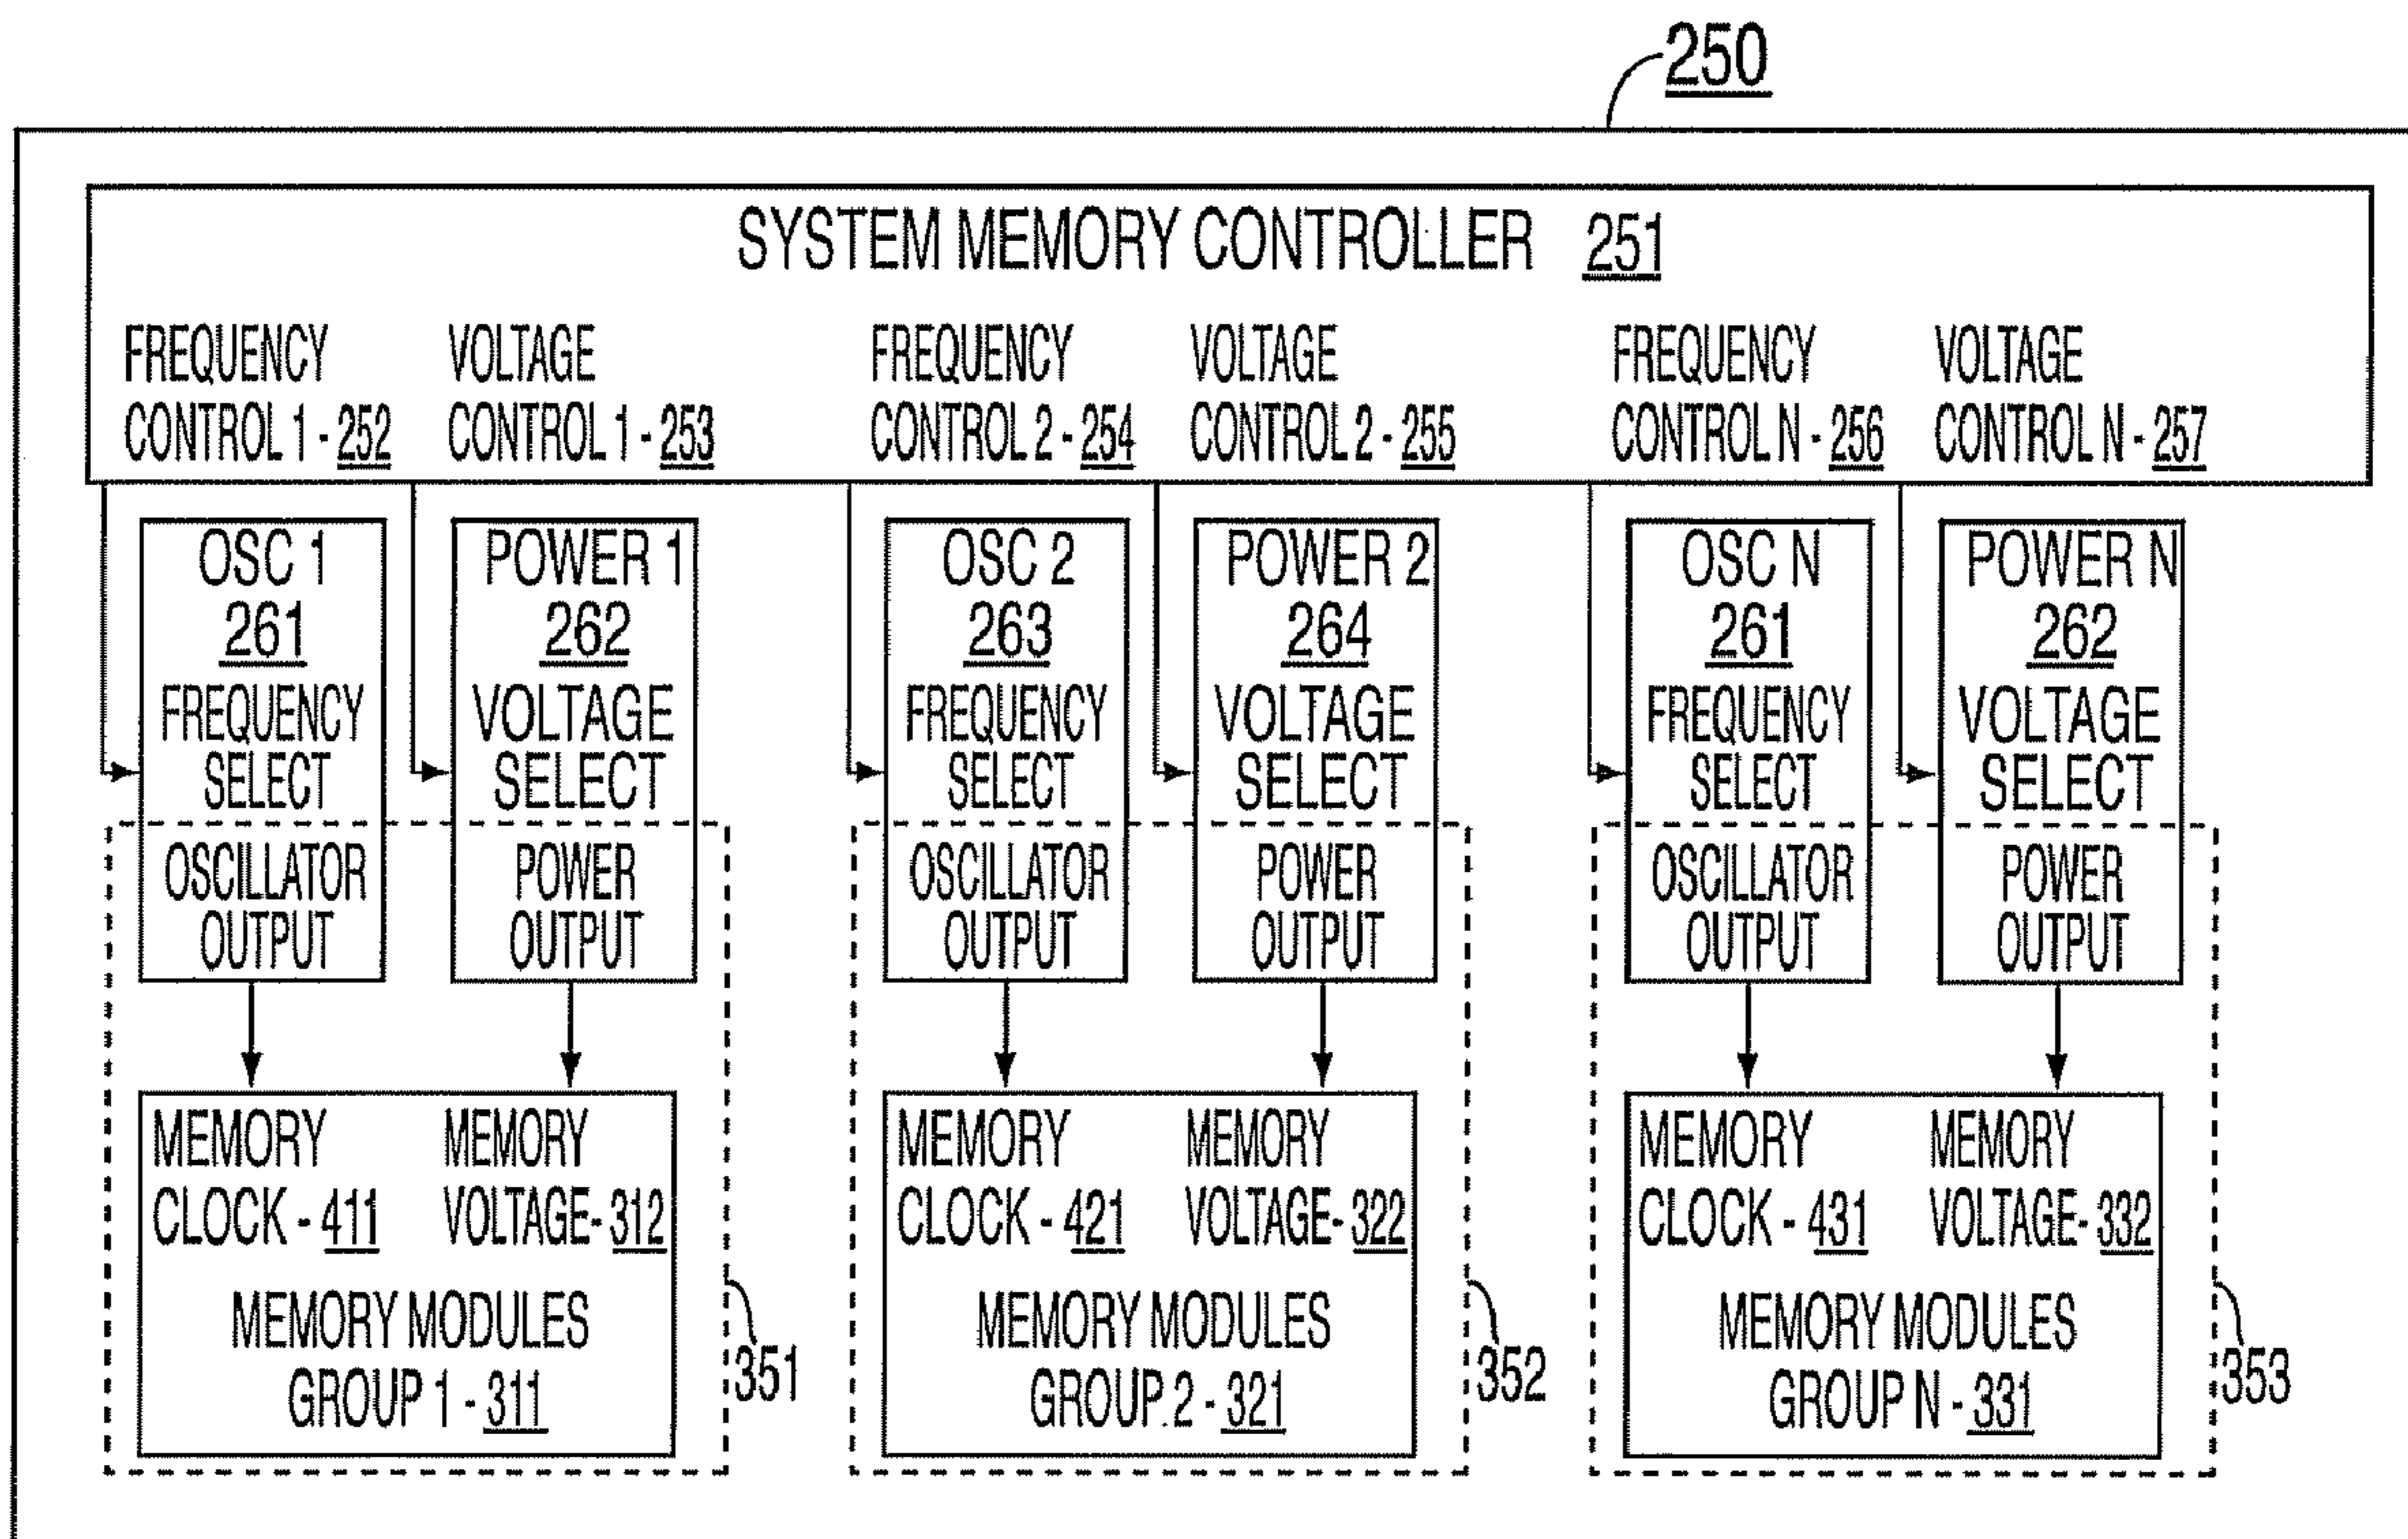 250
SYSTEM MEMORY CONTROLLER 251
FREQUENCY
CONTROL 1 - 252
VOLTAGE
CONTROL 1 - 253
FREQUENCY
CONTROL 2 - 254
VOLTAGE
CONTROL 2 - 255
FREQUENCY
CONTROL N - 256
VOLTAGE
CONTROL N - 257
OSC 1
261
FREQUENCY
SELECT
OSCILLATOR
OUTPUT
POWER 1
262
VOLTAGE
SELECT
POWER
OUTPUT
OSC 2
263
FREQUENCY
SELECT
OSCILLATOR
OUTPUT
POWER 2
264
VOLTAGE
SELECT
POWER
OUTPUT
OSC N
261
FREQUENCY
SELECT
OSCILLATOR
OUTPUT
POWER N
262
VOLTAGE
SELECT
POWER
OUTPUT
MEMORY
CLOCK - 411
MEMORY
VOLTAGE- 312
MEMORY MODULES
GROUP 1 - 311
351
MEMORY
CLOCK - 421
MEMORY
VOLTAGE- 322
MEMORY MODULES
GROUP 2 - 321
352
MEMORY
CLOCK - 431
MEMORY
VOLTAGE- 332
MEMORY MODULES
GROUP N - 331
353